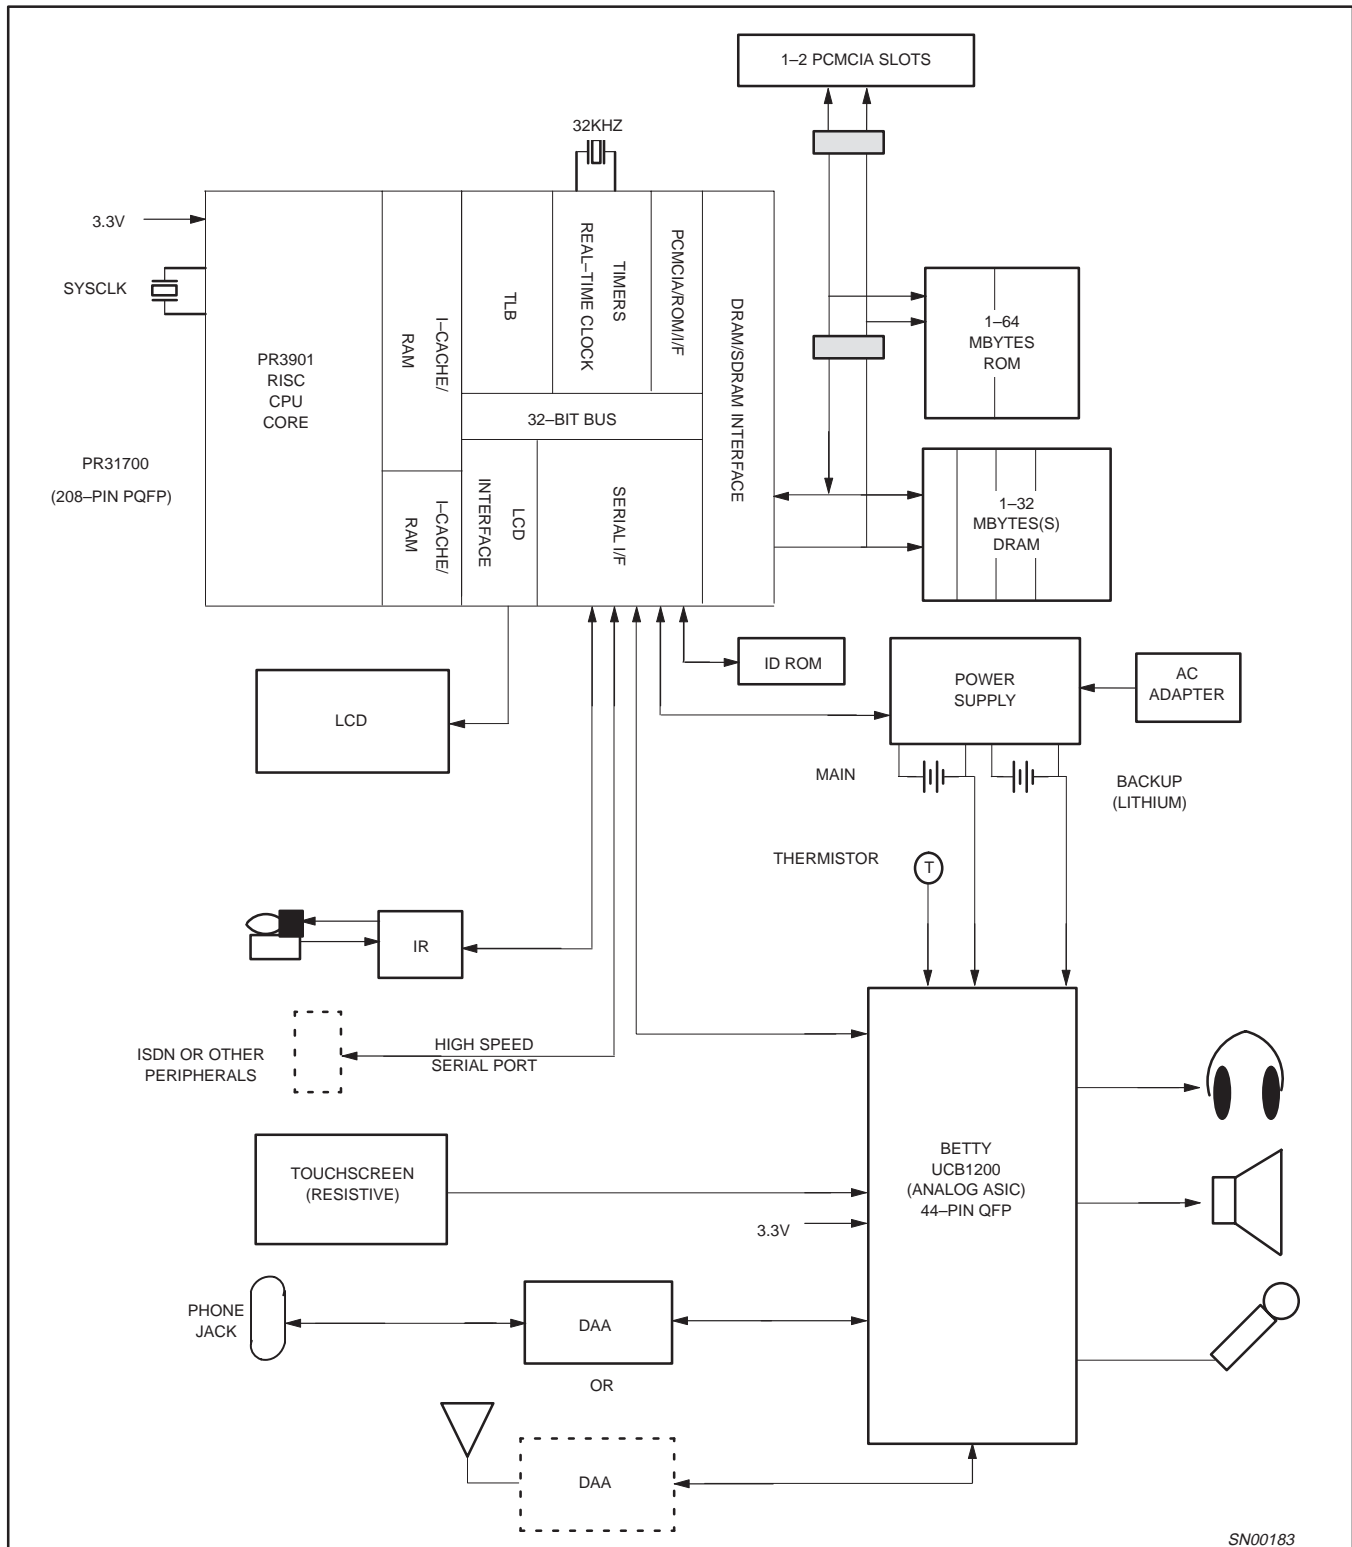 1–2 PCMCIA SLOTS
32KHZ
3.3V
SYSCLK
PR3901
RISC
CPU
CORE
I–CACHE/
RAM
TLB
TIMERS
REAL–TIME CLOCK
PCMCIA/ROM/I/F
DRAM/SDRAM INTERFACE
1–64
MBYTES
ROM
32–BIT BUS
PR31700
(208–PIN PQFP)
I–CACHE/
RAM
LCD
INTERFACE
SERIAL I/F
1–32
MBYTES(S)
DRAM
ID ROM
POWER
SUPPLY
AC
ADAPTER
LCD
MAIN
BACKUP
(LITHIUM)
THERMISTOR
T
IR
ISDN OR OTHER
PERIPHERALS
HIGH SPEED
SERIAL PORT
BETTY
UCB1200
(ANALOG ASIC)
44–PIN QFP
TOUCHSCREEN
(RESISTIVE)
3.3V
PHONE
JACK
DAA
OR
DAA
SN00183